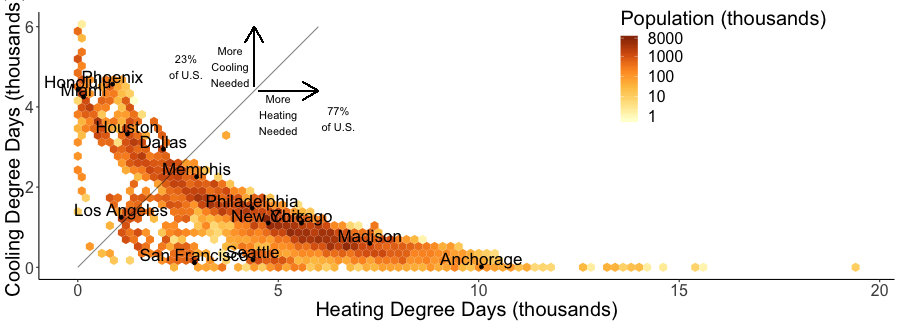 Population (thousands)
8000
1000
100
10
1
Cooling Degree Days (thousands)
6
4
2
0
23%
of U.S.
More
Cooling
Needed
More
Heating
Needed
77%
of U.S.
Phoenix
Honolulu
Miami
Houston
Dallas
Memphis
Philadelphia
Los Angeles
New York
Chicago
Madison
San Francisco
Seattle
Anchorage
0
5
10
15
20
Heating Degree Days (thousands)